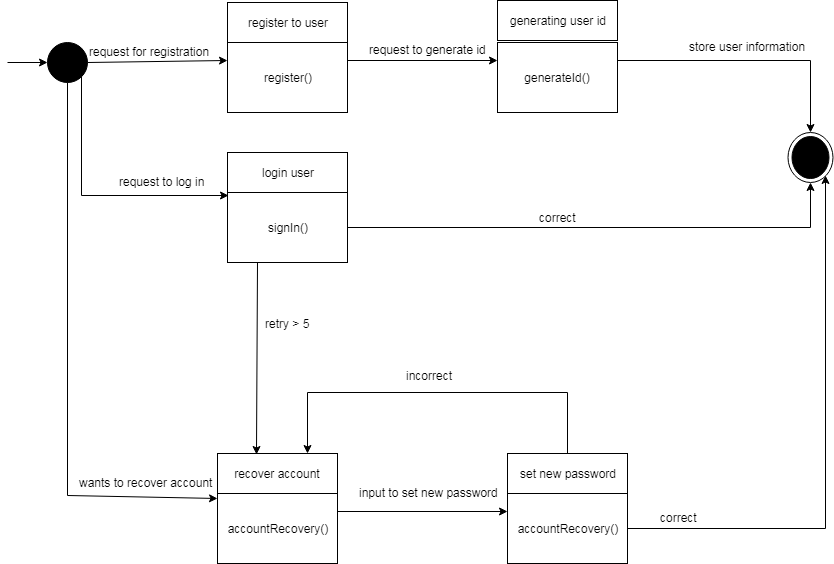 register to user
generating user id
request for registration
request to generate id
store user information
register()
generateId()
login user
request to log in
signIn()
correct
retry > 5
incorrect
recover account
set new password
wants to recover account
input to set new password
accountRecovery()
accountRecovery()
correct